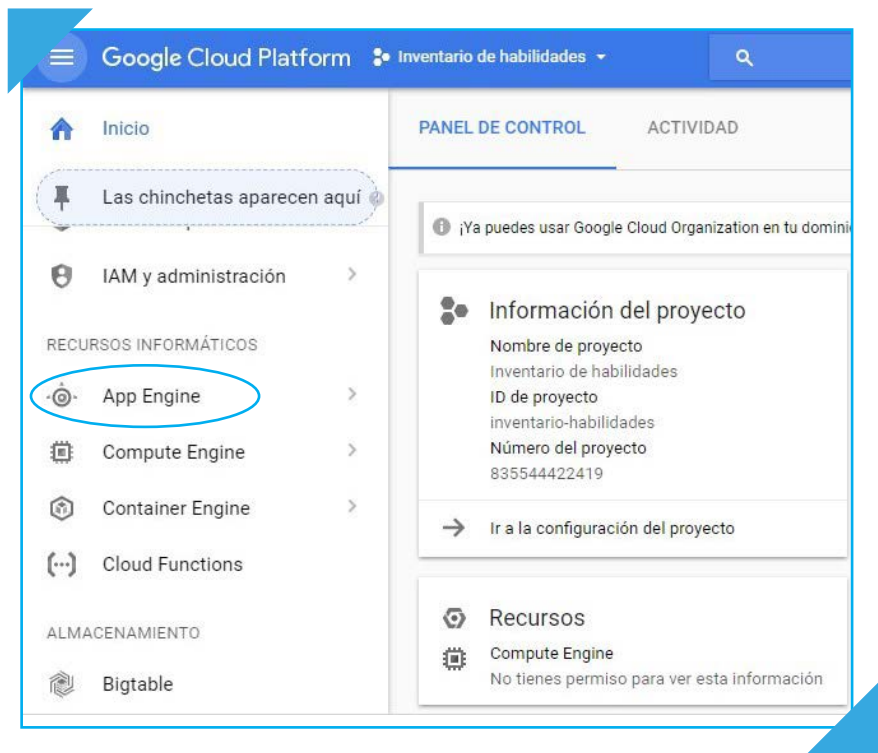 Google Cloud Platform
Inventario de habilidades
Inicio
Las chinchetas aparecen aquí
IAM y administración
RECURSOS INFORMÁTICOS
App Engine
Compute Engine
Container Engine
Cloud Functions
ALMACENAMIENTO
Bigtable
PANEL DE CONTROL ACTIVIDAD
¡Ya puedes usar Google Cloud Organization en tu
Información del proyecto
Nombre de proyecto
Inventario de habilidades
ID de proyecto
inventario-habilidades
Número del proyecto
835544422419
Ir a la configuración del proyecto
Recursos
Compute Engine
No tienes permiso para ver esta información